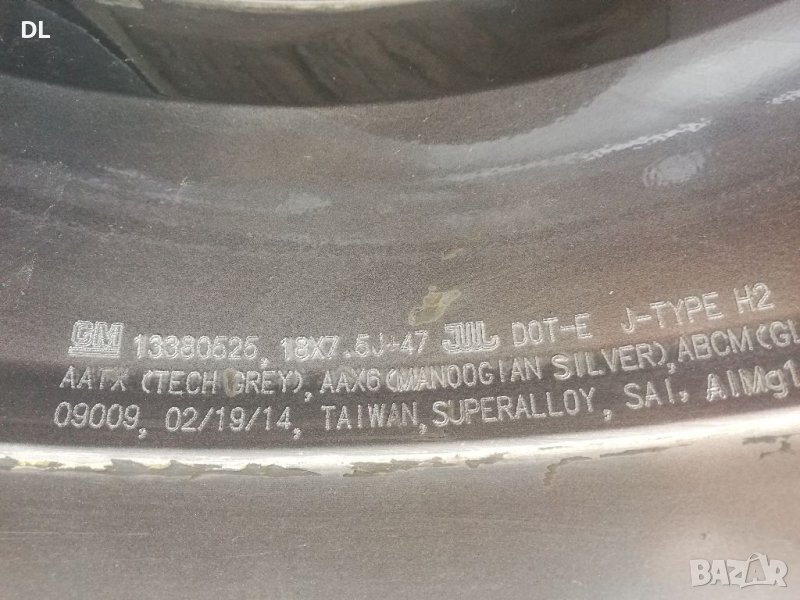 DL
GM 13380525, 18X7.5J+47 JWL DOT-E J-TYPE H2
AATX (TECH GREY), AAX6 (MANOOGIAN SILVER), ABCM (GL
09009, 02/19/14, TAIWAN, SUPERALLOY, SAI, AlMg1
BAZAR